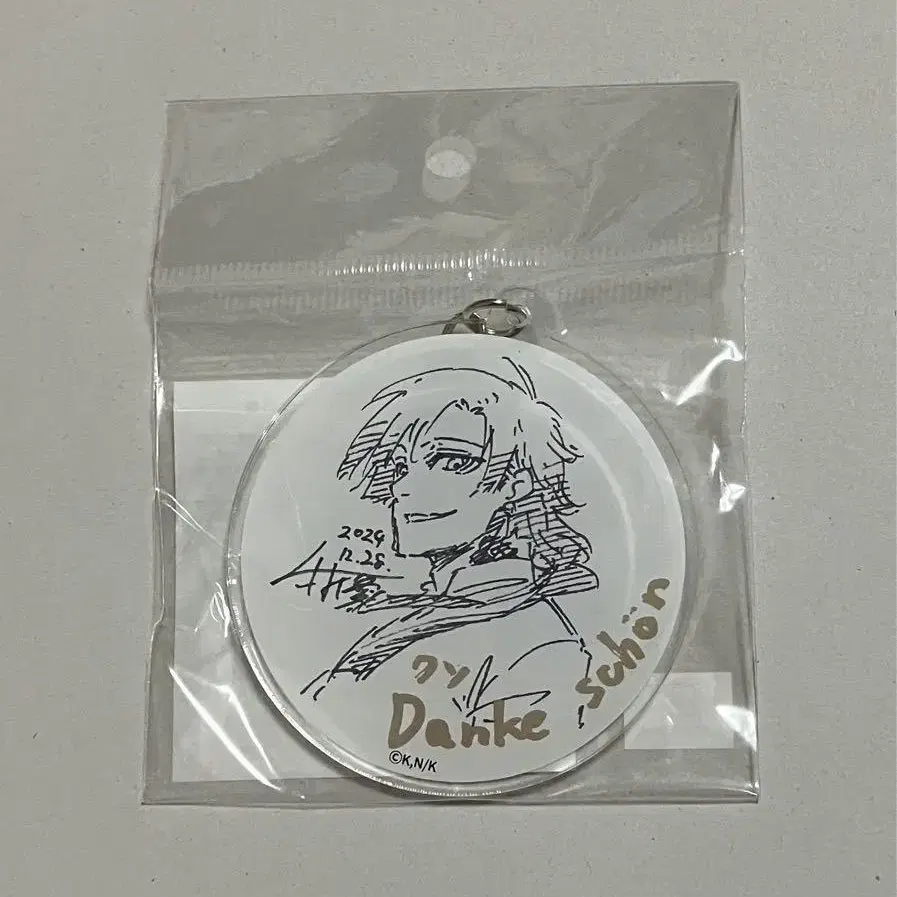 2024
12.28.
クソ
Danke schön
©K,N/K